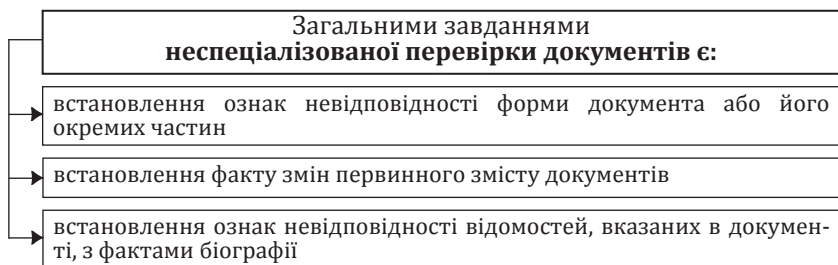 Загальними завданнями
неспеціалізованої перевірки документів є:
встановлення ознак невідповідності форми документа або його
окремих частин
встановлення факту змін первинного змісту документів
встановлення ознак невідповідності відомостей, вказаних в докумен-
ті, з фактами біографії